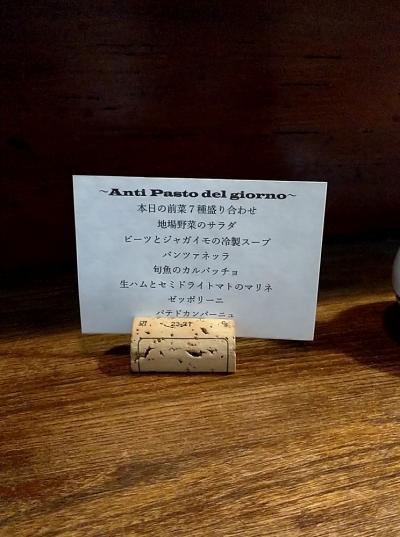 ~Anti Pasto del giorno~
本日の前菜7種盛り合わせ
地場野菜のサラダ
ビーツとジャガイモの冷製スープ
パンツァネッラ
旬魚のカルパッチョ
生ハムとセミドライトマトのマリネ
ゼッポリーニ
パテドカンパーニュ